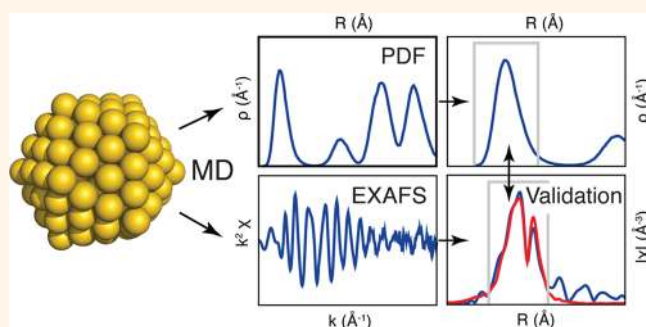 R (Å)
R (Å)
PDF
ρ (Å⁻¹)
ρ (Å⁻¹)
MD
EXAFS
Validation
k² χ
|χ| (Å⁻³)
k (Å⁻¹)
R (Å)